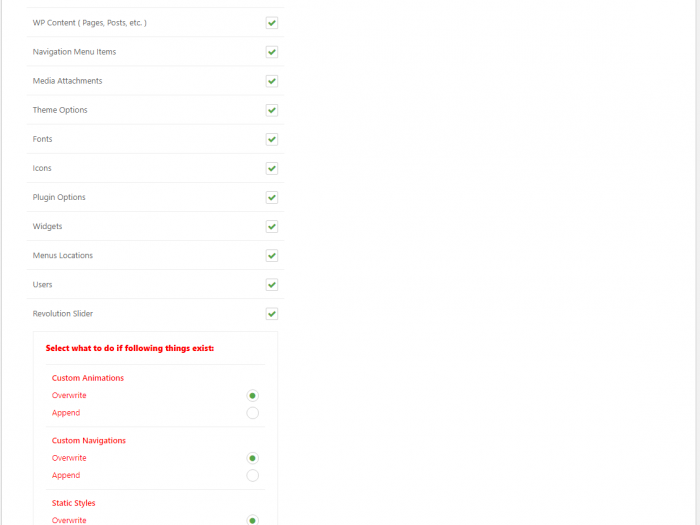 WP Content ( Pages, Posts, etc. )
Navigation Menu Items
Media Attachments
Theme Options
Fonts
Icons
Plugin Options
Widgets
Menus Locations
Users
Revolution Slider
Select what to do if following things exist:
Custom Animations
Overwrite
Append
Custom Navigations
Overwrite
Append
Static Styles
Overwrite